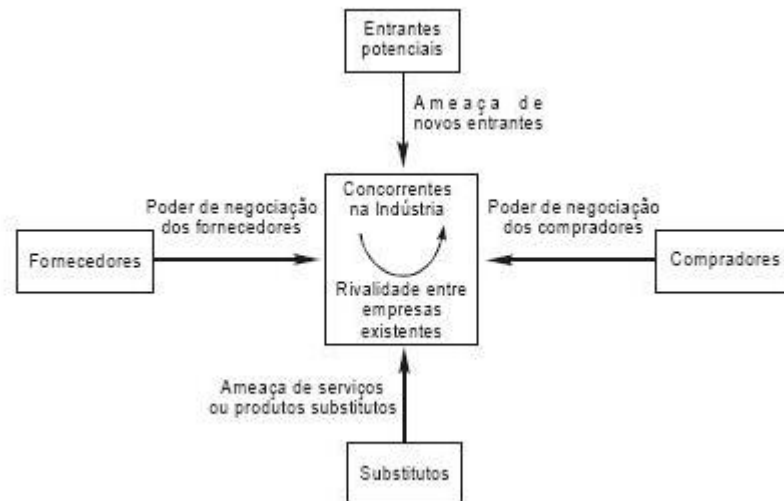 Entrantes
potenciais
Ameaça de
novos entrantes
Concorrentes
na Indústria
Poder de negociação
dos fornecedores
Poder de negociação
dos compradores
Fornecedores
Compradores
Rivalidade entre
empresas
existentes
Ameaça de serviços
ou produtos substitutos
Substitutos